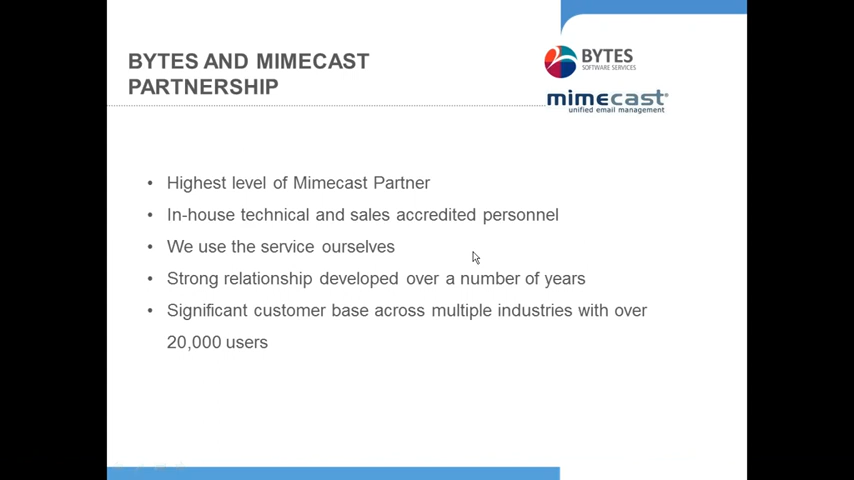 BYTES AND MIMECAST
PARTNERSHIP
BYTES
SOFTWARE SERVICES
mimecast®
unified email management
• Highest level of Mimecast Partner
• In-house technical and sales accredited personnel
• We use the service ourselves
• Strong relationship developed over a number of years
• Significant customer base across multiple industries with over
20,000 users